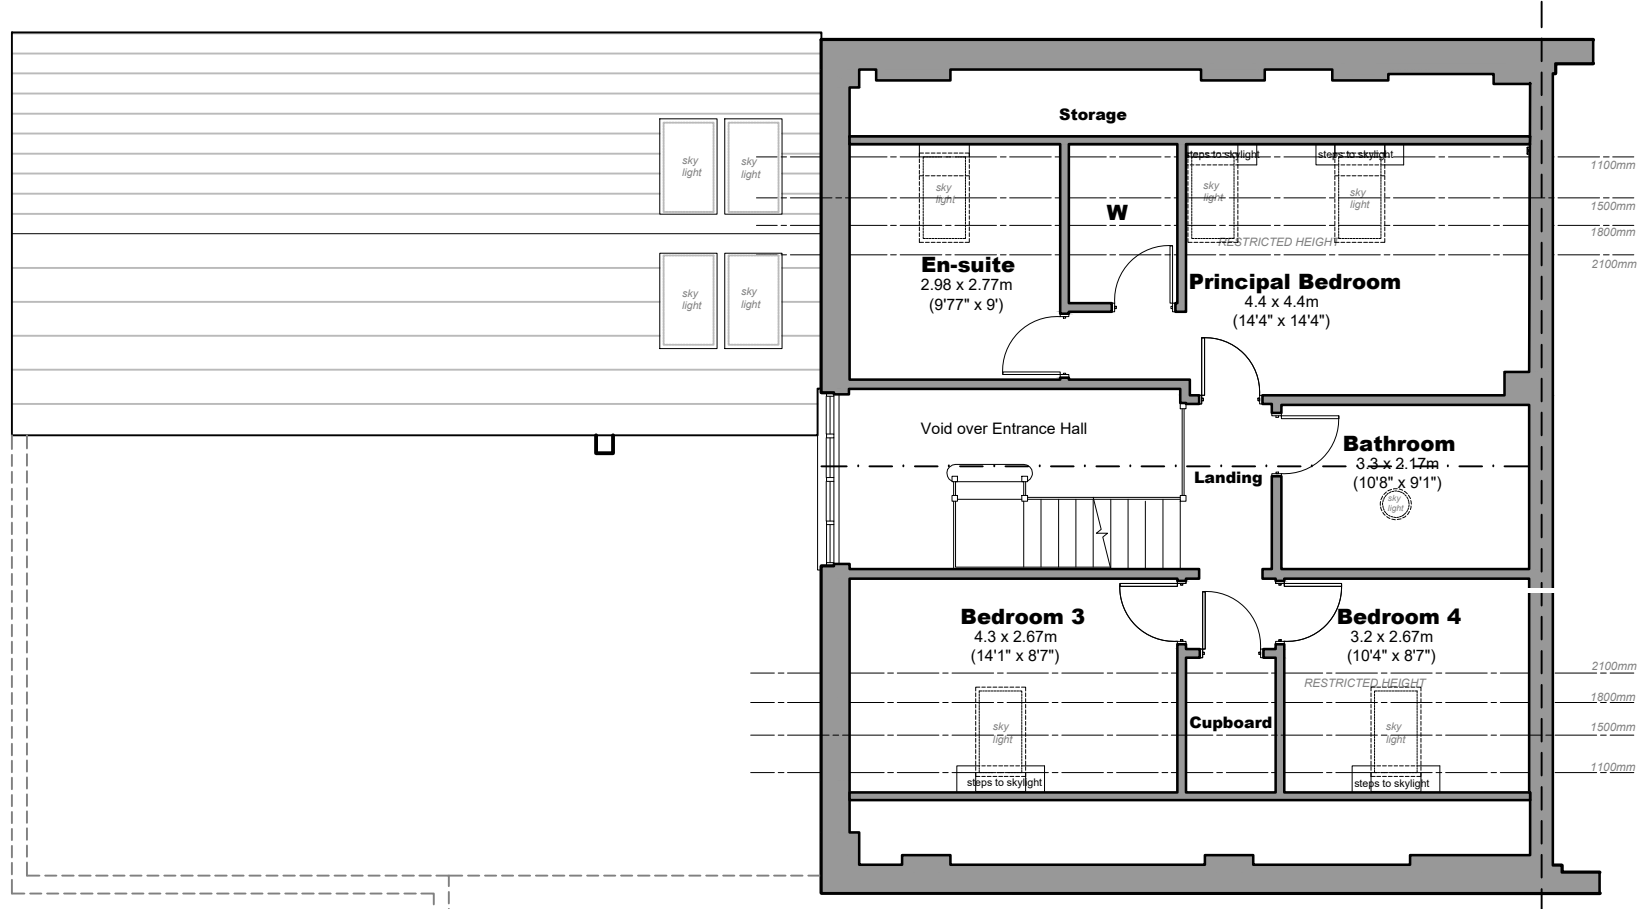 Storage
sky
light
sky
light
sky
light
steps to skylight
sky
light
steps to skylight
sky
light
1100mm
1500mm
1800mm
2100mm
W
RESTRICTED HEIGHT
En-suite
2.98 x 2.77m
(9'77" x 9')
Principal Bedroom
4.4 x 4.4m
(14'4" x 14'4")
sky
light
sky
light
Void over Entrance Hall
Landing
Bathroom
3.3 x 2.17m
(10'8" x 9'1")
sky
light
Bedroom 3
4.3 x 2.67m
(14'1" x 8'7")
Bedroom 4
3.2 x 2.67m
(10'4" x 8'7")
RESTRICTED HEIGHT
2100mm
1800mm
1500mm
1100mm
sky
light
steps to skylight
Cupboard
sky
light
steps to skylight